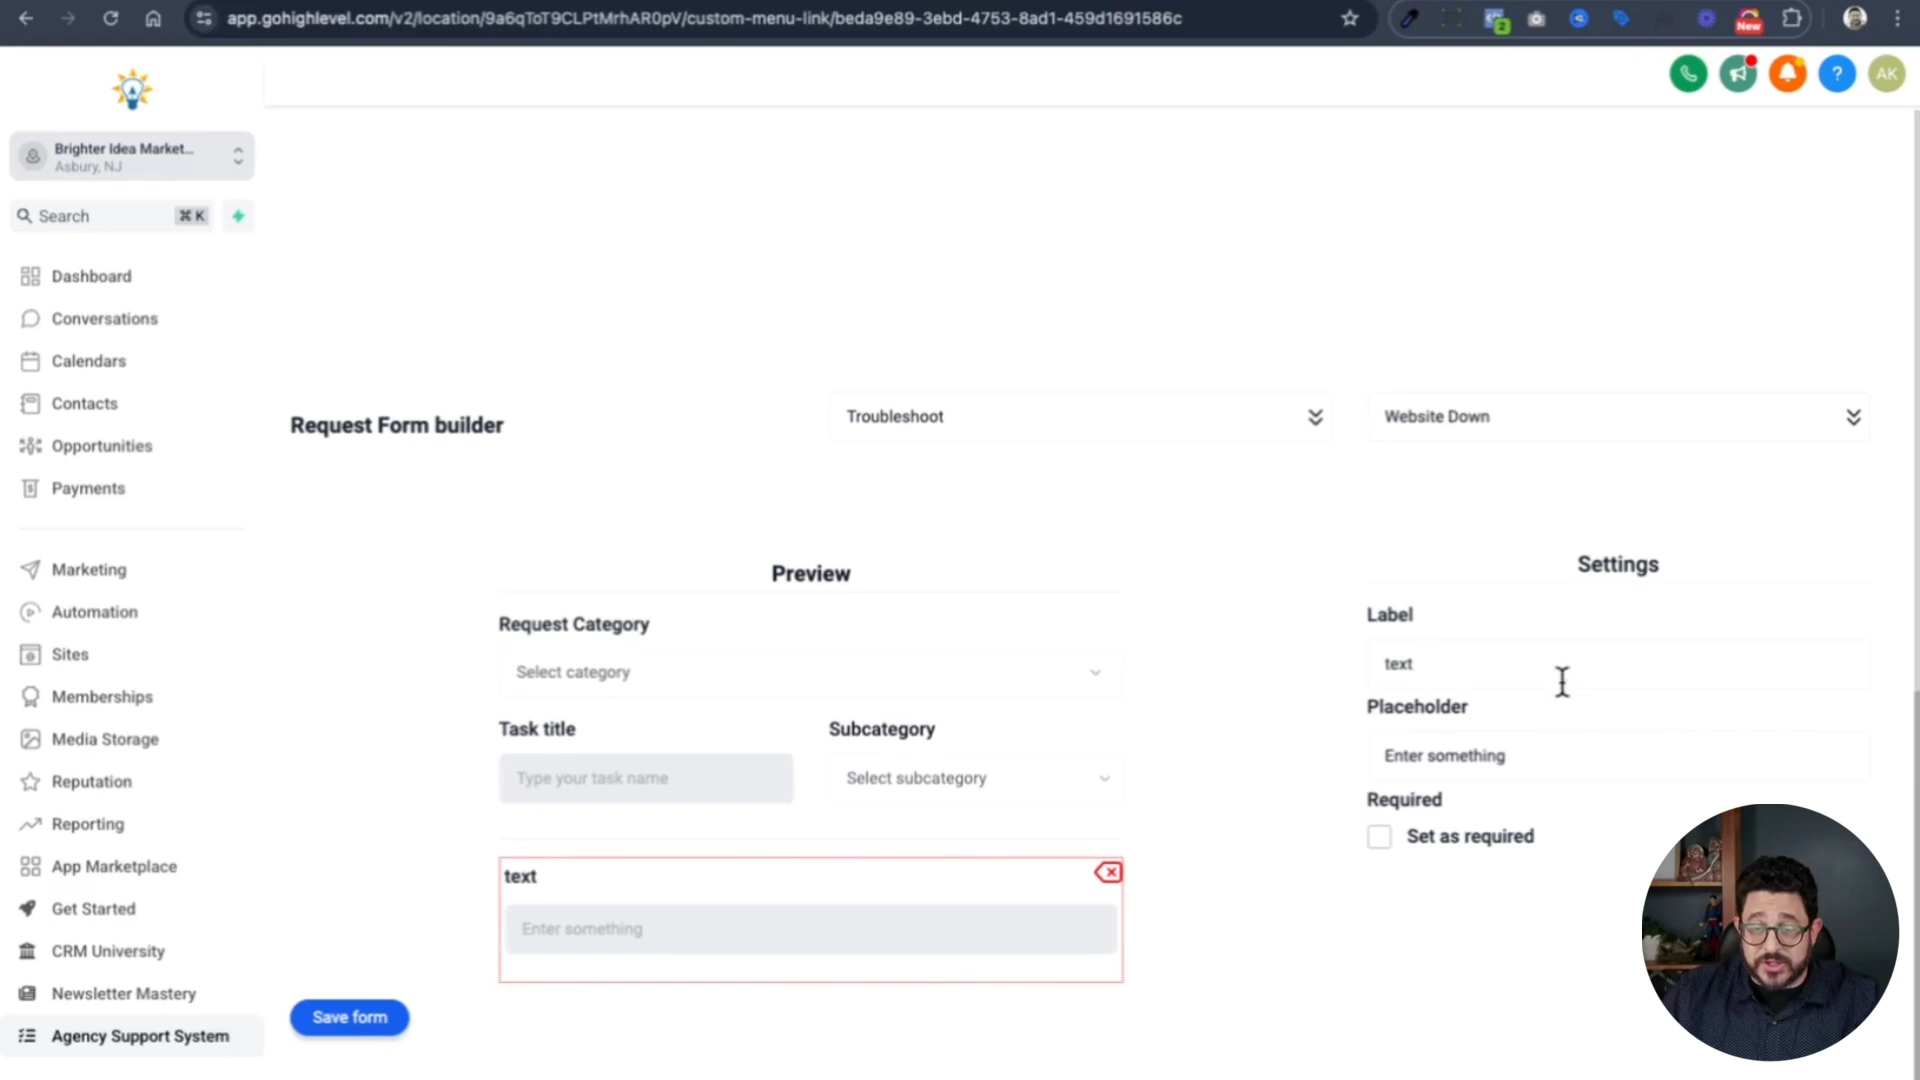 app.gohighlevel.com/v2/location/9a6qToT9CLPtMrhAR0pV/custom-menu-link/beda9e89-3ebd-4753-8ad1-459d1691586c
2
New
?
AK
Brighter Idea Market...
Asbury, NJ
Search
⌘ K
Dashboard
Conversations
Calendars
Contacts
Opportunities
Payments
Marketing
Automation
Sites
Memberships
Media Storage
Reputation
Reporting
App Marketplace
Get Started
CRM University
Newsletter Mastery
Agency Support System
Request Form builder
Troubleshoot
Website Down
Preview
Request Category
Select category
Task title
Subcategory
Type your task name
Select subcategory
text
Enter something
Save form
Settings
Label
text
Placeholder
Enter something
Required
Set as required